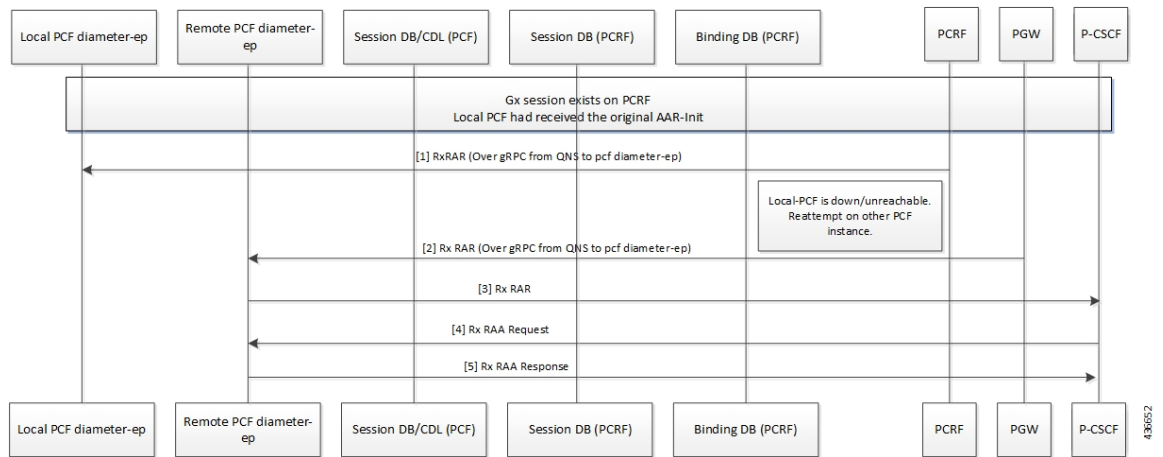 Local PCF diameter-ep
Remote PCF diameter-
ep
Session DB/CDL (PCF)
Session DB (PCRF)
Binding DB (PCRF)
PCRF
PGW
P-CSCF
Gx session exists on PCRF
Local PCF had received the original AAR-Init
[1] RxRAR (Over gRPC from QNS to pcf diameter-ep)
Local-PCF is down/unreachable.
Reattempt on other PCF
instance.
[2] Rx RAR (Over gRPC from QNS to pcf diameter-ep)
[3] Rx RAR
[4] Rx RAA Request
[5] Rx RAA Response
Local PCF diameter-ep
Remote PCF diameter-
ep
Session DB/CDL (PCF)
Session DB (PCRF)
Binding DB (PCRF)
PCRF
PGW
P-CSCF
436652